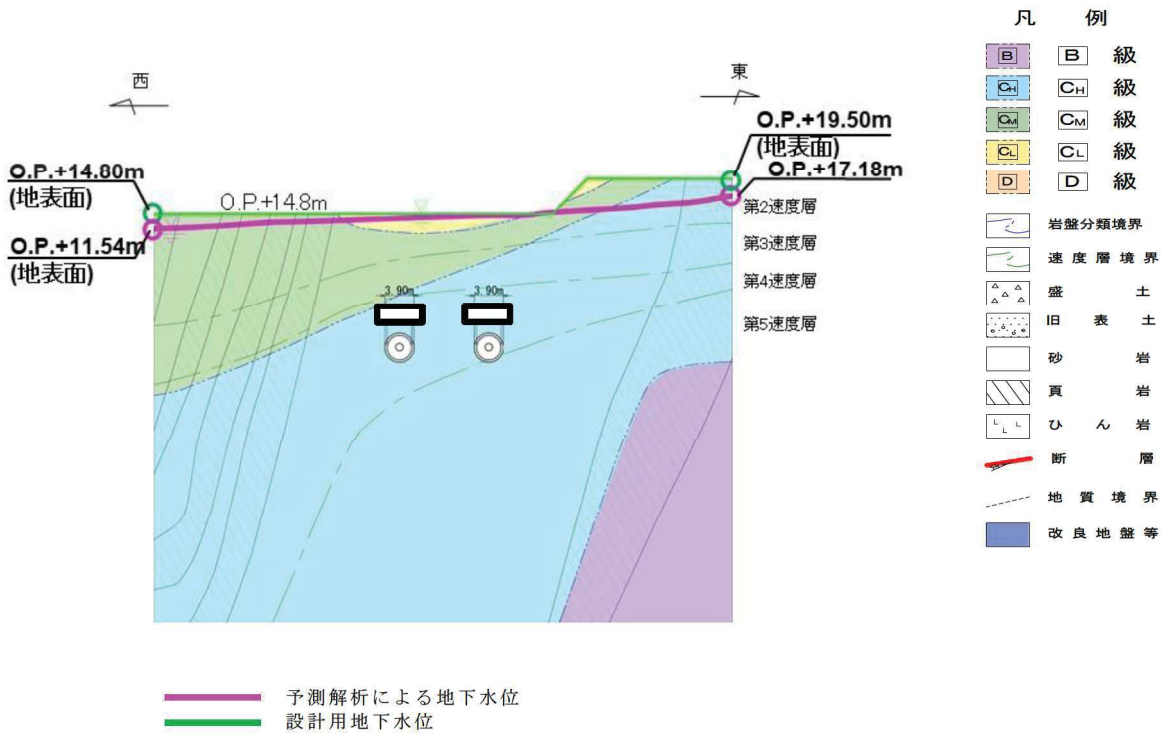 凡 例
B B 級
CH CH 級
CM CM 級
CL CL 級
D D 級
岩盤分類境界
速度層境界
盛土
旧表土
砂岩
頁岩
ひん岩
断層
地質境界
改良地盤等
西
東
O.P.+19.50m
(地表面)
O.P.+17.18m
O.P.+14.80m
(地表面)
O.P.+14.8m
O.P.+11.54m
(地表面)
第2速度層
第3速度層
第4速度層
第5速度層
3.90m
3.90m
予測解析による地下水位
設計用地下水位